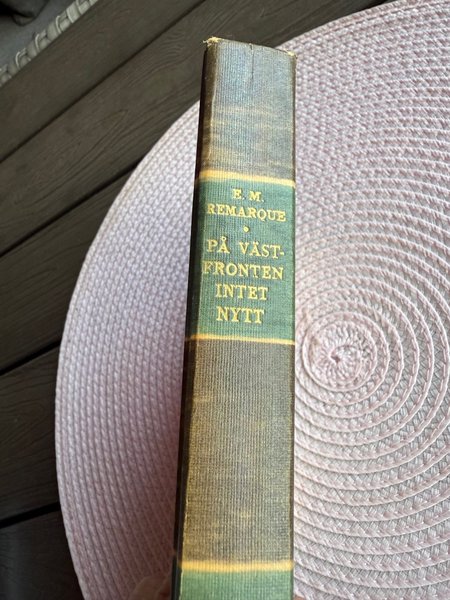 E. M.
REMARQUE
•
PÅ VÄST-
FRONTEN
INTET
NYTT